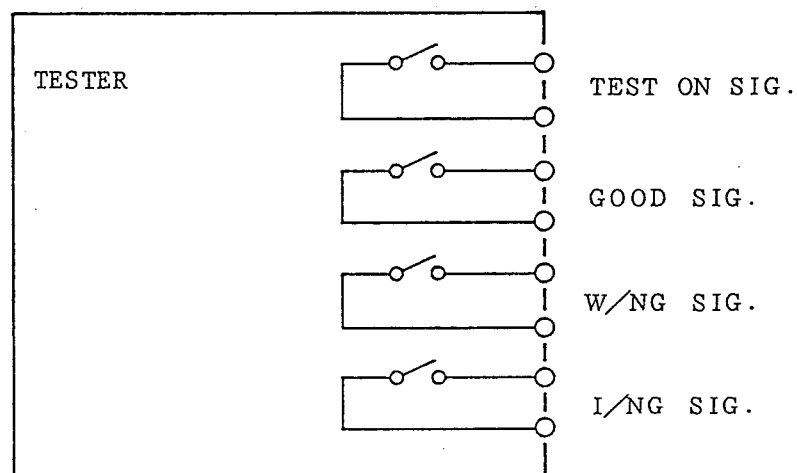 TESTER
TEST ON SIG.
GOOD SIG.
W/NG SIG.
I/NG SIG.